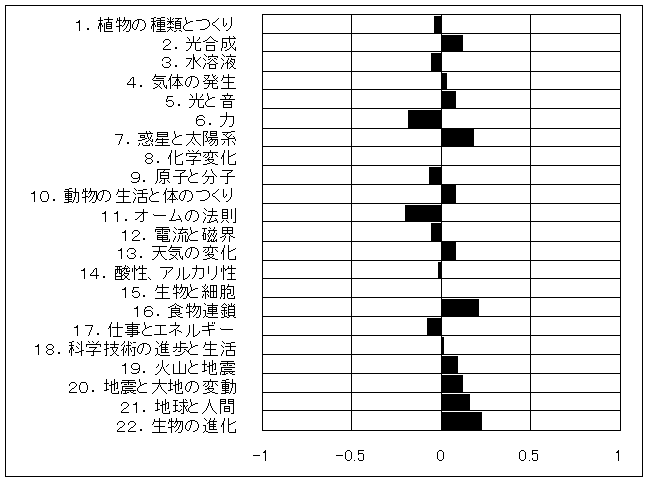 1. 植物の種類とつくり
2. 光合成
3. 水溶液
4. 気体の発生
5. 光と音
6. 力
7. 惑星と太陽系
8. 化学変化
9. 原子と分子
10. 動物の生活と体のつくり
11. オームの法則
12. 電流と磁界
13. 天気の変化
14. 酸性、アルカリ性
15. 生物と細胞
16. 食物連鎖
17. 仕事とエネルギー
18. 科学技術の進歩と生活
19. 火山と地震
20. 地震と大地の変動
21. 地球と人間
22. 生物の進化
-1 -0.5 0 0.5 1